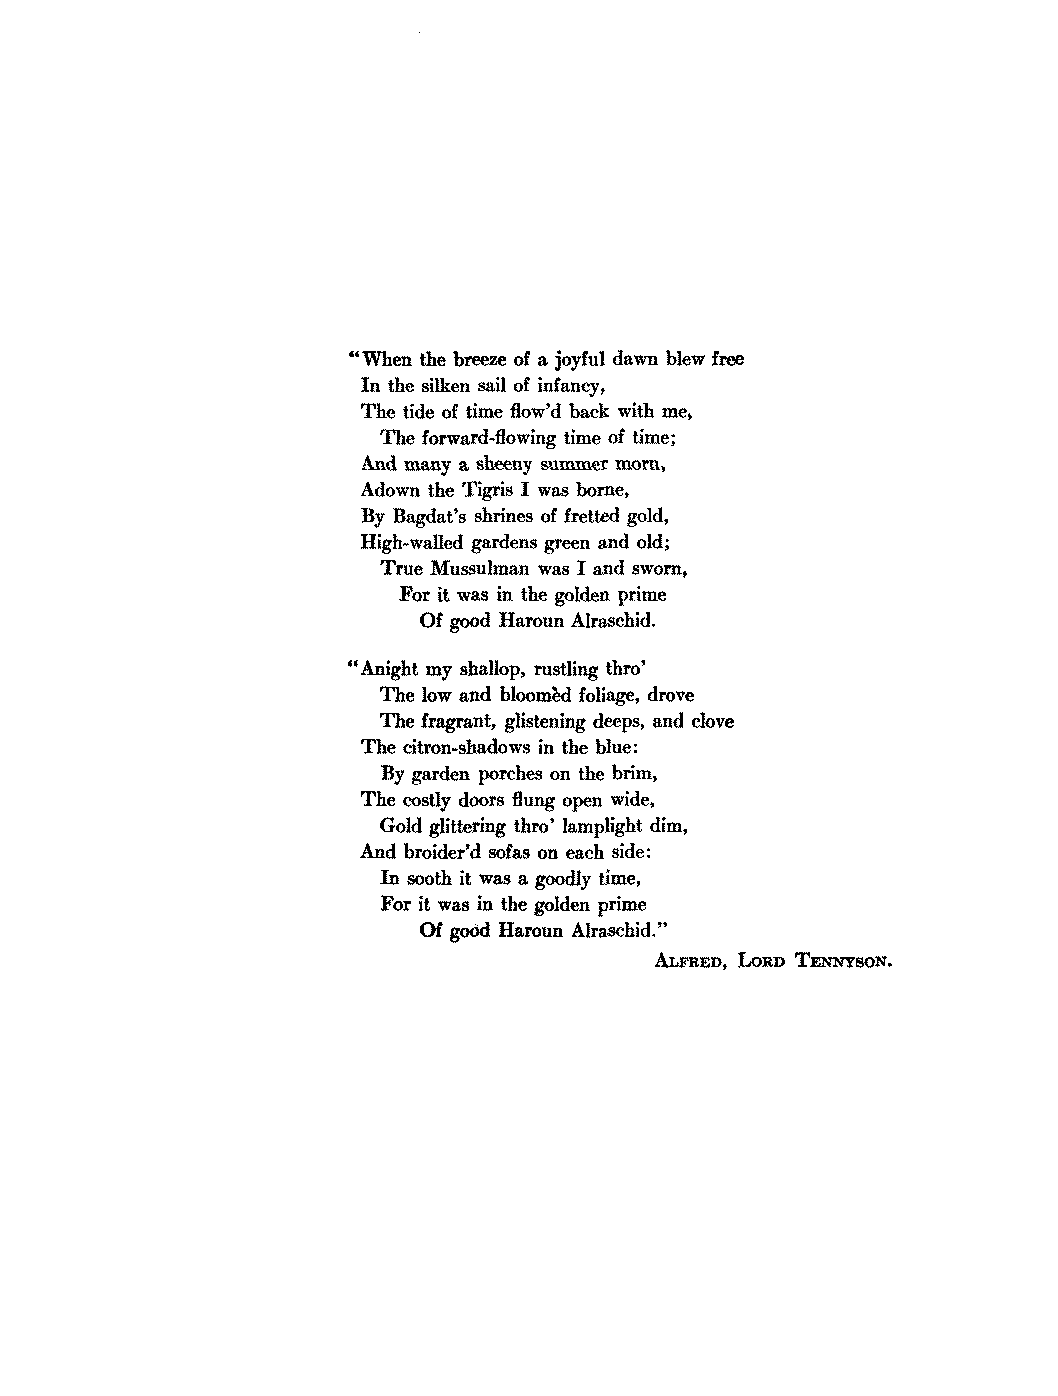 “When the breeze of a joyful dawn blew free
In the silken sail of infancy,
The tide of time flow’d back with me,
The forward-flowing time of time;
And many a sheeny summer morn,
Adown the Tigris I was borne,
By Bagdat’s shrines of fretted gold,
High-walled gardens green and old;
True Mussulman was I and sworn,
For it was in the golden prime
Of good Haroun Alraschid.
“Anight my shallop, rustling thro’
The low and bloomèd foliage, drove
The fragrant, glistening deeps, and clove
The citron-shadows in the blue:
By garden porches on the brim,
The costly doors flung open wide,
Gold glittering thro’ lamplight dim,
And broider’d sofas on each side:
In sooth it was a goodly time,
For it was in the golden prime
Of good Haroun Alraschid.”
ALFRED, LORD TENNYSON.